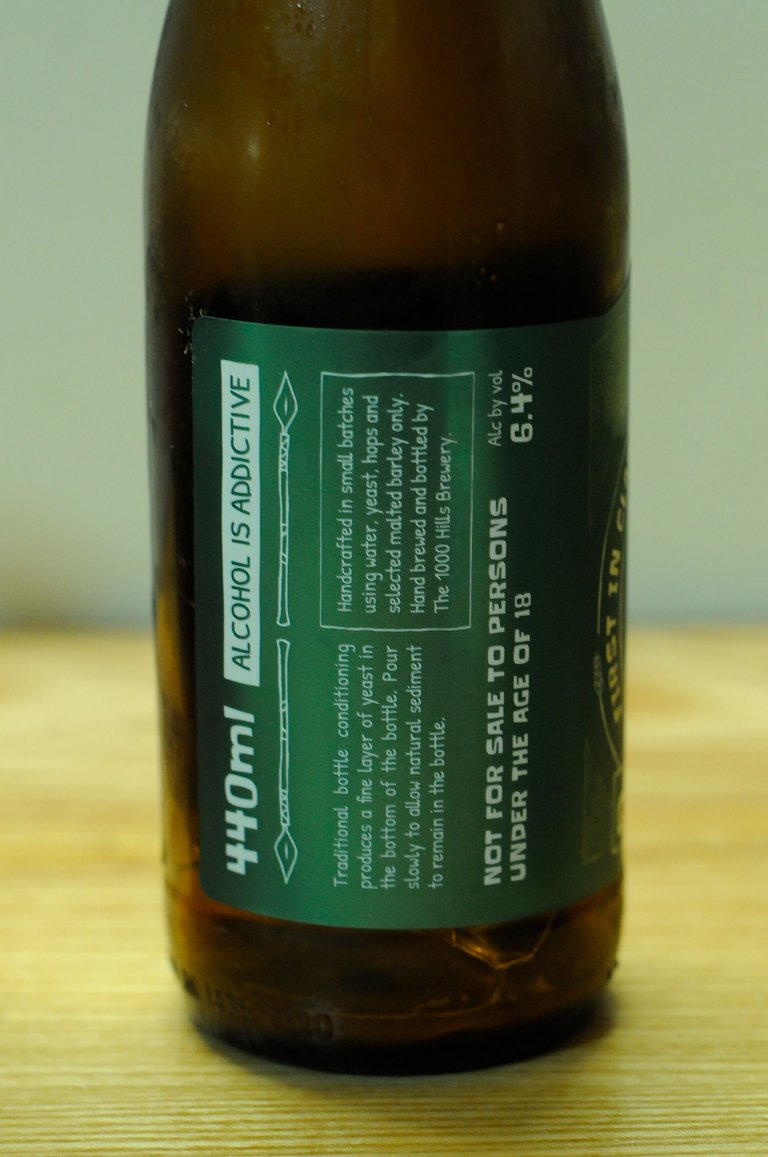 440ml ALCOHOL IS ADDICTIVE
Traditional bottle conditioning
produces a fine layer of yeast in
the bottom of the bottle. Pour
slowly to allow natural sediment
to remain in the bottle.
Handcrafted in small batches
using water, yeast, hops and
selected malted barley only.
Hand brewed and bottled by
The 1000 Hills Brewery.
NOT FOR SALE TO PERSONS
UNDER THE AGE OF 18
Alc by vol
6.4%
FIRST IN